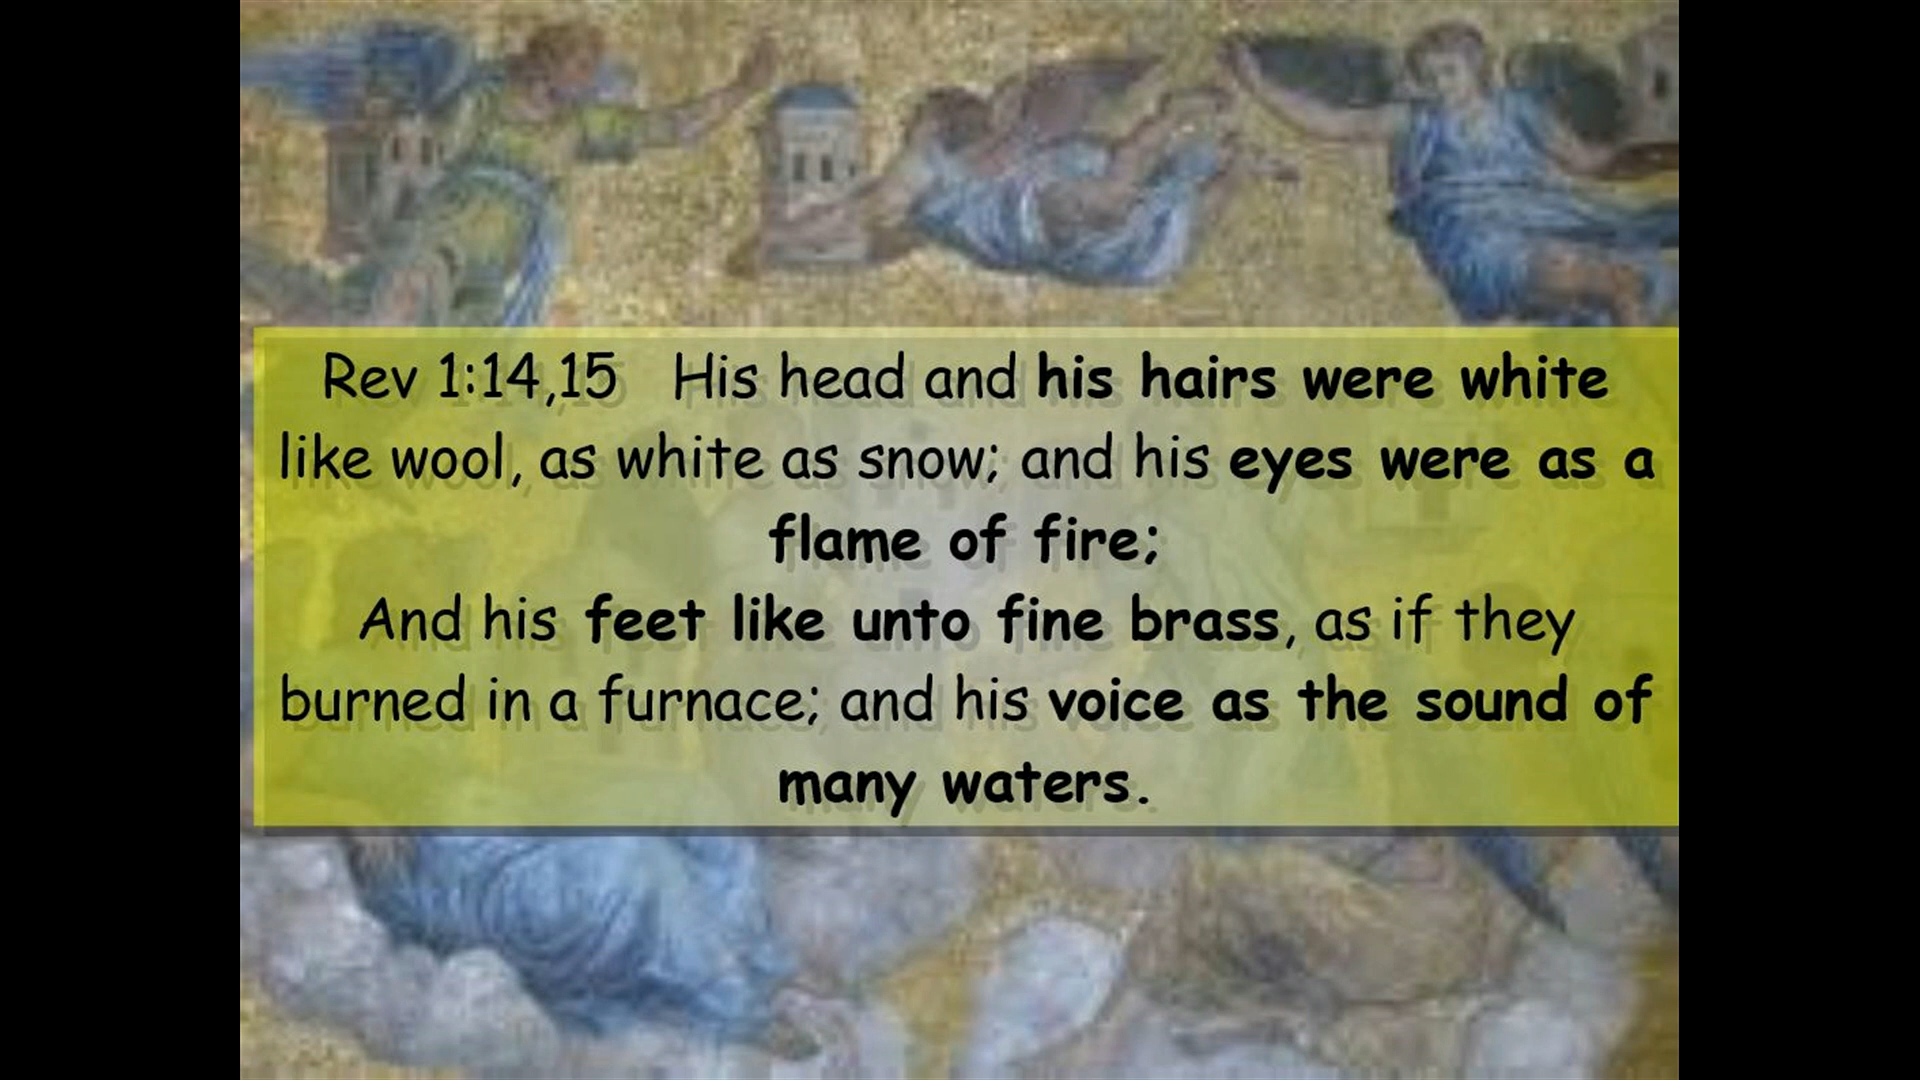 Rev 1:14,15 His head and his hairs were white
like wool, as white as snow; and his eyes were as a
flame of fire;
And his feet like unto fine brass, as if they
burned in a furnace; and his voice as the sound of
many waters.